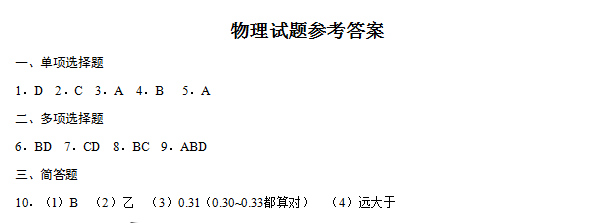 物理试题参考答案
一、单项选择题
1．D 2．C 3．A 4．B 5．A
二、多项选择题
6．BD 7．CD 8．BC 9．ABD
三、简答题
10．（1）B （2）乙 （3）0.31（0.30~0.33都算对） （4）远大于